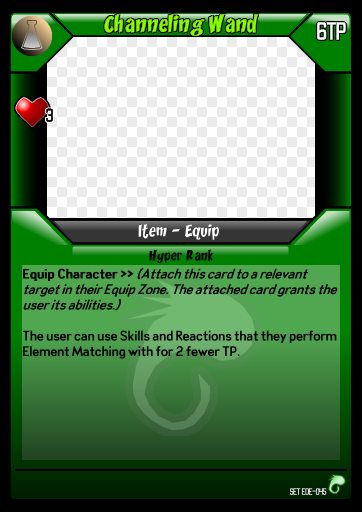 Channeling Wand
6TP
3
Item - Equip
Hyper Rank
Equip Character >> (Attach this card to a relevant
target in their Equip Zone. The attached card grants the
user its abilities.)
The user can use Skills and Reactions that they perform
Element Matching with for 2 fewer TP.
SET EOE-045